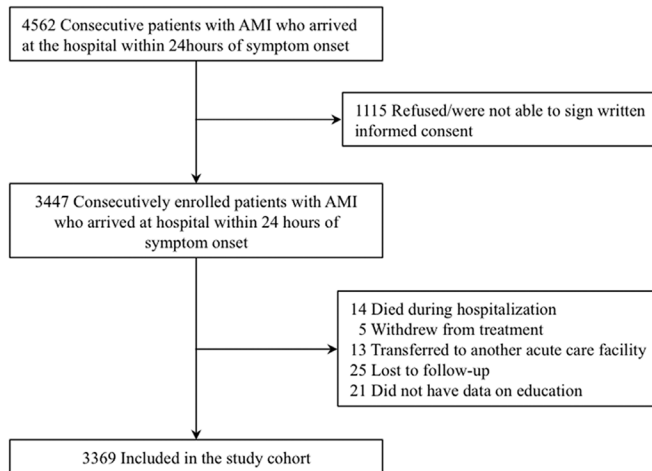 4562 Consecutive patients with AMI who arrived
at the hospital within 24hours of symptom onset
1115 Refused/were not able to sign written
informed consent
3447 Consecutively enrolled patients with AMI
who arrived at hospital within 24 hours of
symptom onset
14 Died during hospitalization
5 Withdrew from treatment
13 Transferred to another acute care facility
25 Lost to follow-up
21 Did not have data on education
3369 Included in the study cohort